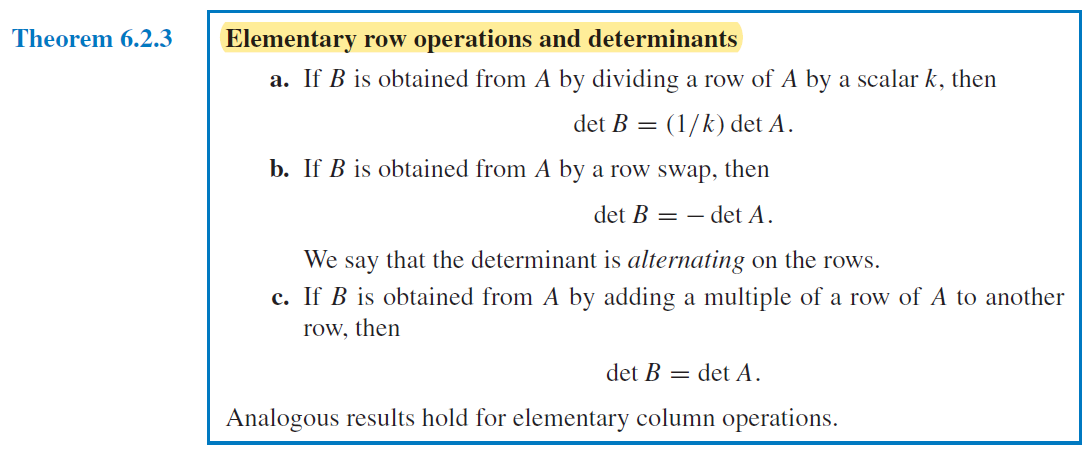 Theorem 6.2.3
Elementary row operations and determinants
a. If B is obtained from A by dividing a row of A by a scalar k, then
det B = (1/k) det A.
b. If B is obtained from A by a row swap, then
det B = − det A.
We say that the determinant is alternating on the rows.
c. If B is obtained from A by adding a multiple of a row of A to another
row, then
det B = det A.
Analogous results hold for elementary column operations.